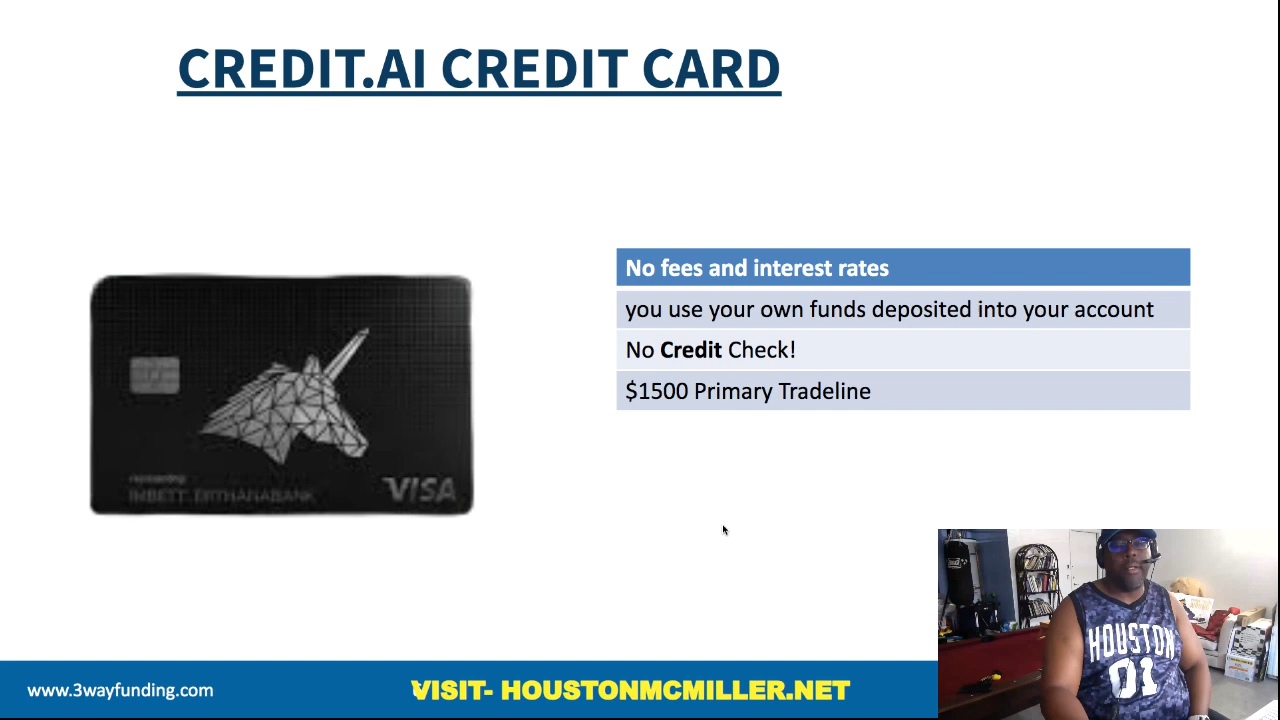 CREDIT.AI CREDIT CARD
No fees and interest rates
you use your own funds deposited into your account
No Credit Check!
$1500 Primary Tradeline
VISA
www.3wayfunding.com
VISIT- HOUSTONMCMILLER.NET
HOUSTON
01